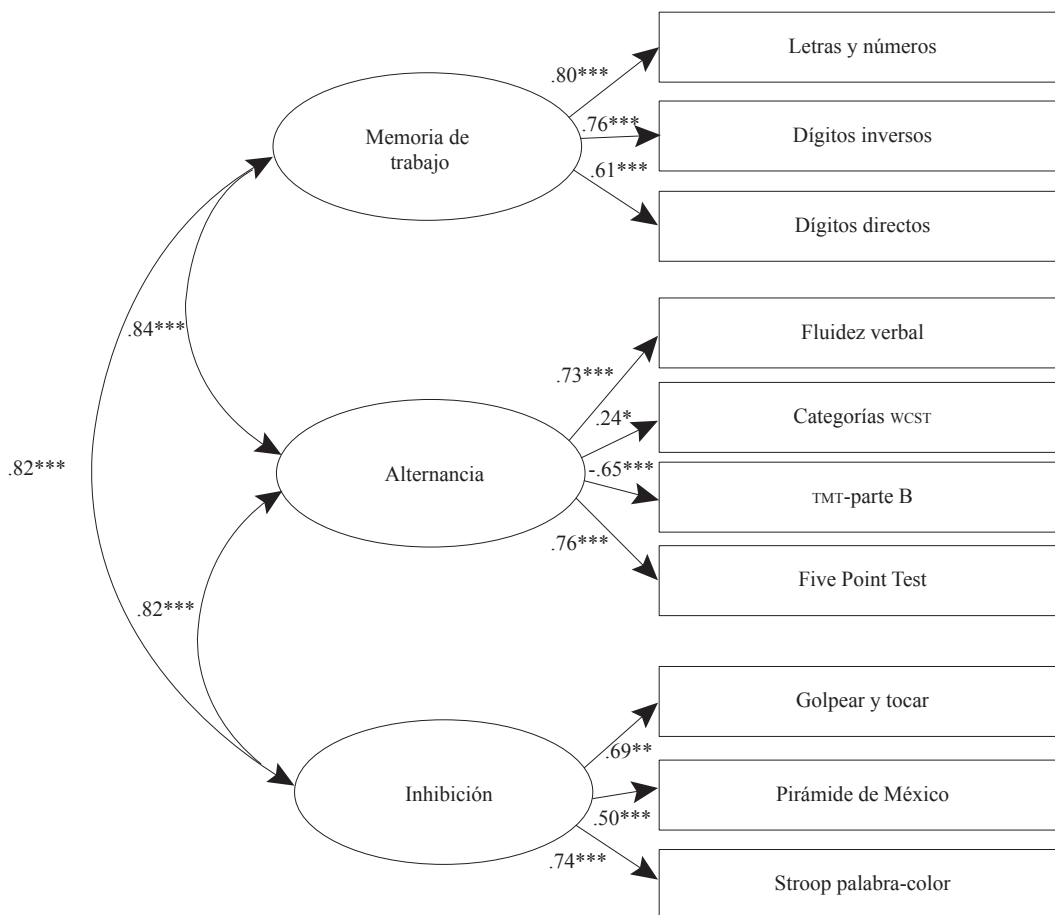 Letras y números
.80***
Memoria de
trabajo
.76***
Dígitos inversos
.61***
Dígitos directos
.84***
Fluidez verbal
.73***
.24*
Categorías WCST
.82***
Alternancia
-.65***
TMT-parte B
.76***
Five Point Test
.82***
Golpear y tocar
.69**
Inhibición
Pirámide de México
.50***
.74***
Stroop palabra-color